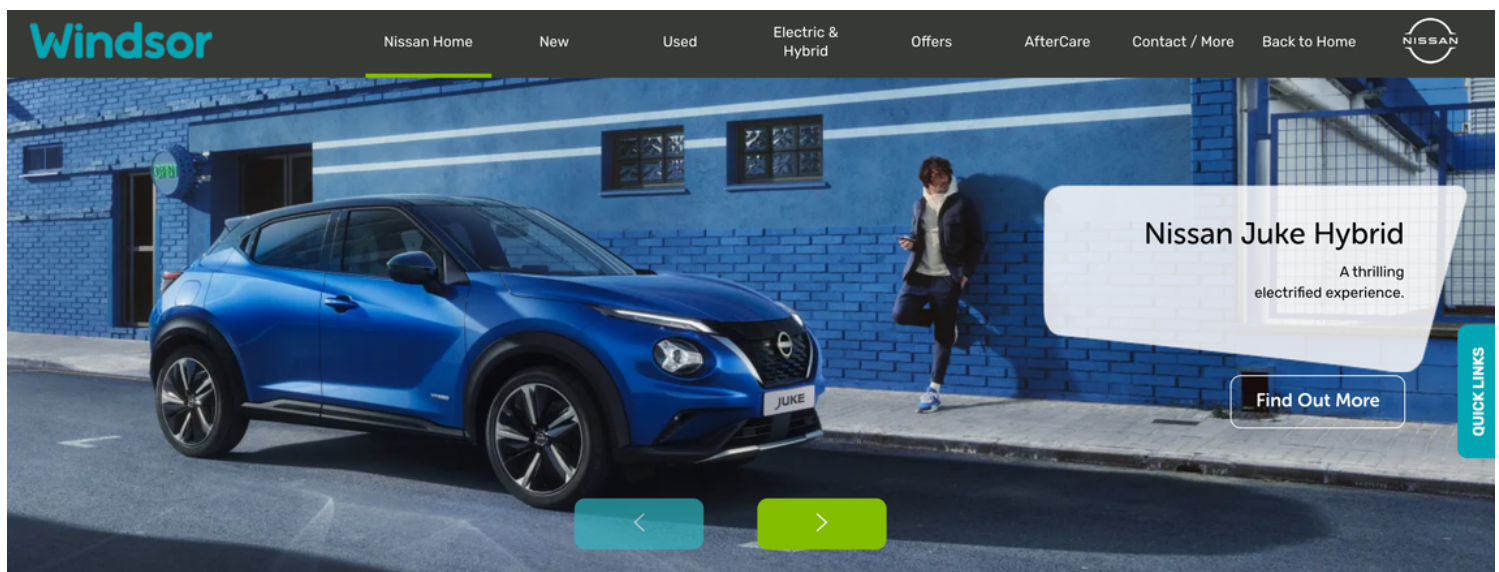 Windsor
Nissan Home
New
Used
Electric &
Hybrid
Offers
AfterCare
Contact / More
Back to Home
NISSAN
OPEN
Nissan Juke Hybrid
A thrilling
electrified experience.
QUICK LINKS
Find Out More
JUKE